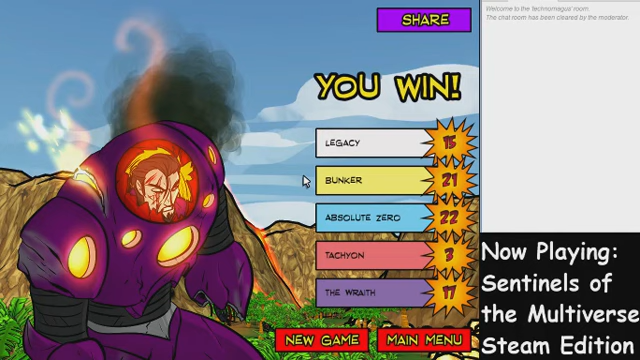 SHARE
Welcome to the 'technomagus' room.
The chat room has been cleared by the moderator.
YOU WIN!
LEGACY 15
BUNKER 21
ABSOLUTE ZERO 22
TACHYON 3
THE WRAITH 17
NEW GAME MAIN MENU
Now Playing:
Sentinels of
the Multiverse
Steam Edition